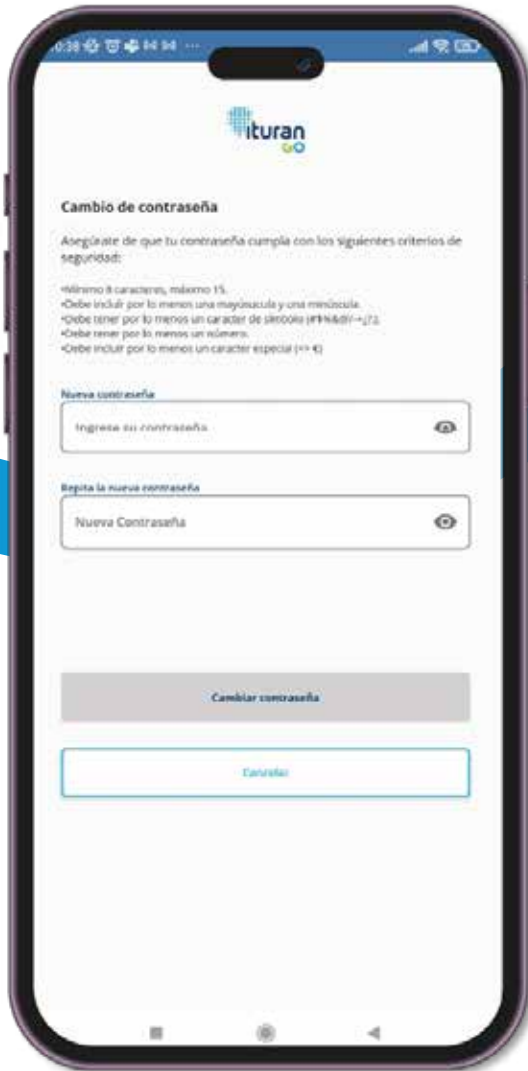 0:38
ituran
GO
Cambio de contraseña
Asegúrate de que tu contraseña cumpla con los siguientes criterios de
seguridad:
•Mínimo 8 caracteres, máximo 15.
•Debe incluir por lo menos una mayúscula y una minúscula.
•Debe tener por lo menos un caracter de símbolo
•Debe tener por lo menos un número.
•Debe incluir por lo menos un caracter especial
Nueva contraseña
Ingrese su contraseña
Repita la nueva contraseña
Nueva Contraseña
Cambiar contraseña
Cancelar